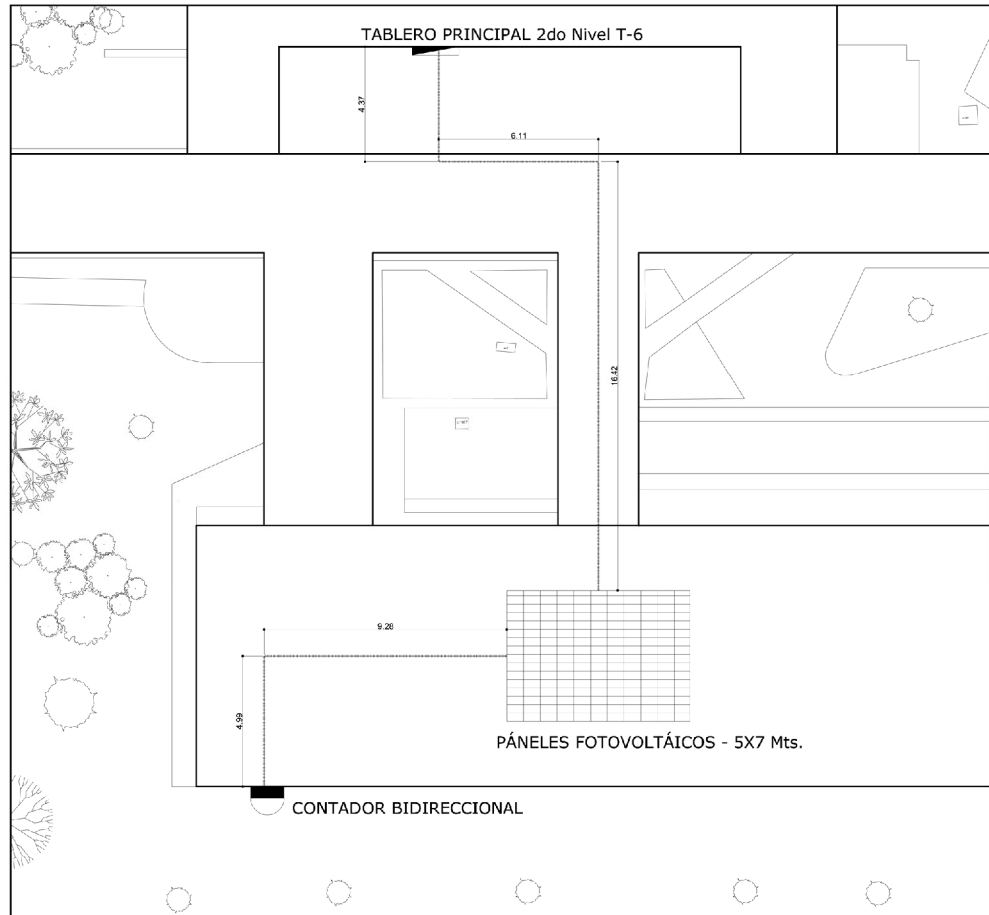 TABLERO PRINCIPAL 2do Nivel T-6
4.37
6.11
16.42
9.28
4.99
PÁNELES FOTOVOLTÁICOS - 5X7 Mts.
CONTADOR BIDIRECCIONAL